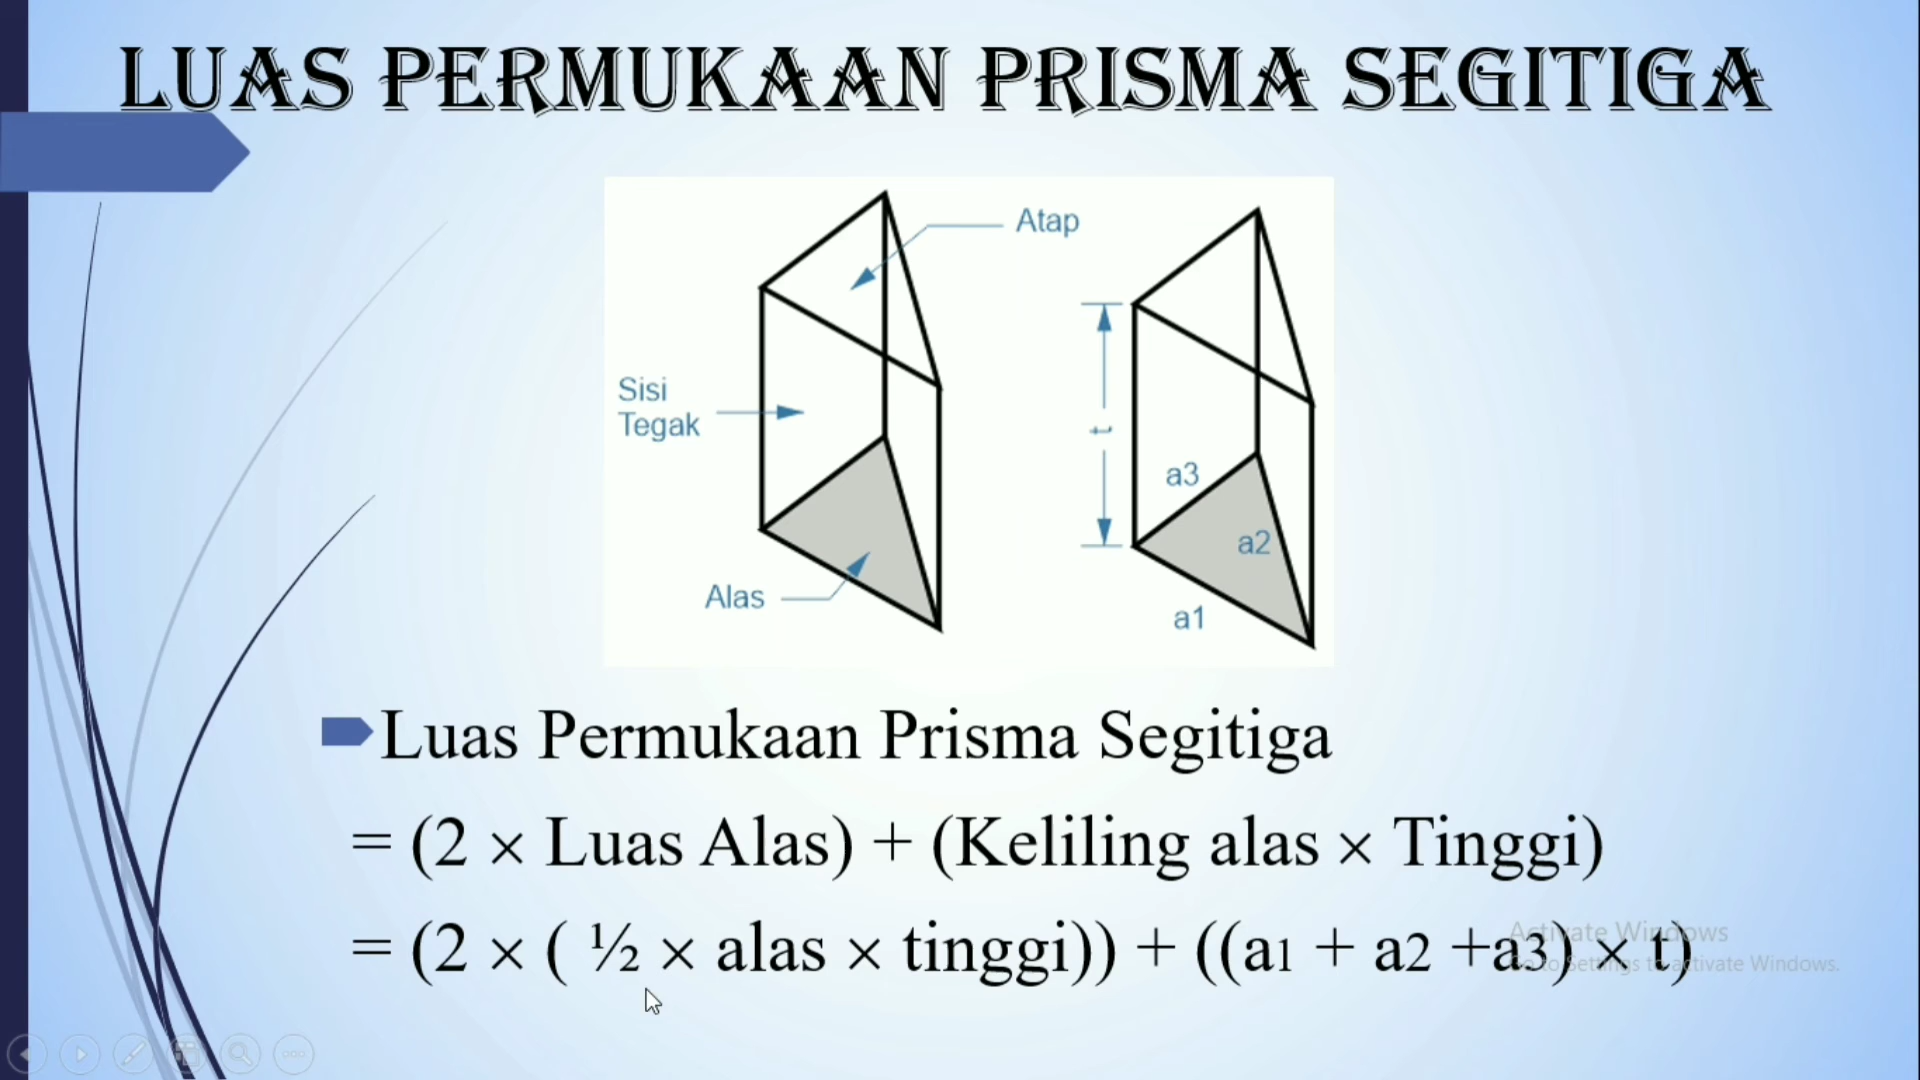 LUAS PERMUKAAN PRISMA SEGITIGA
Atap
Sisi
Tegak
Alas
t
a3
a2
a1
Luas Permukaan Prisma Segitiga
= (2 × Luas Alas) + (Keliling alas × Tinggi)
= (2 × ( ½ × alas × tinggi)) + ((a1 + a2 +a3) × t)
Activate Windows
Go to Settings to activate Windows.